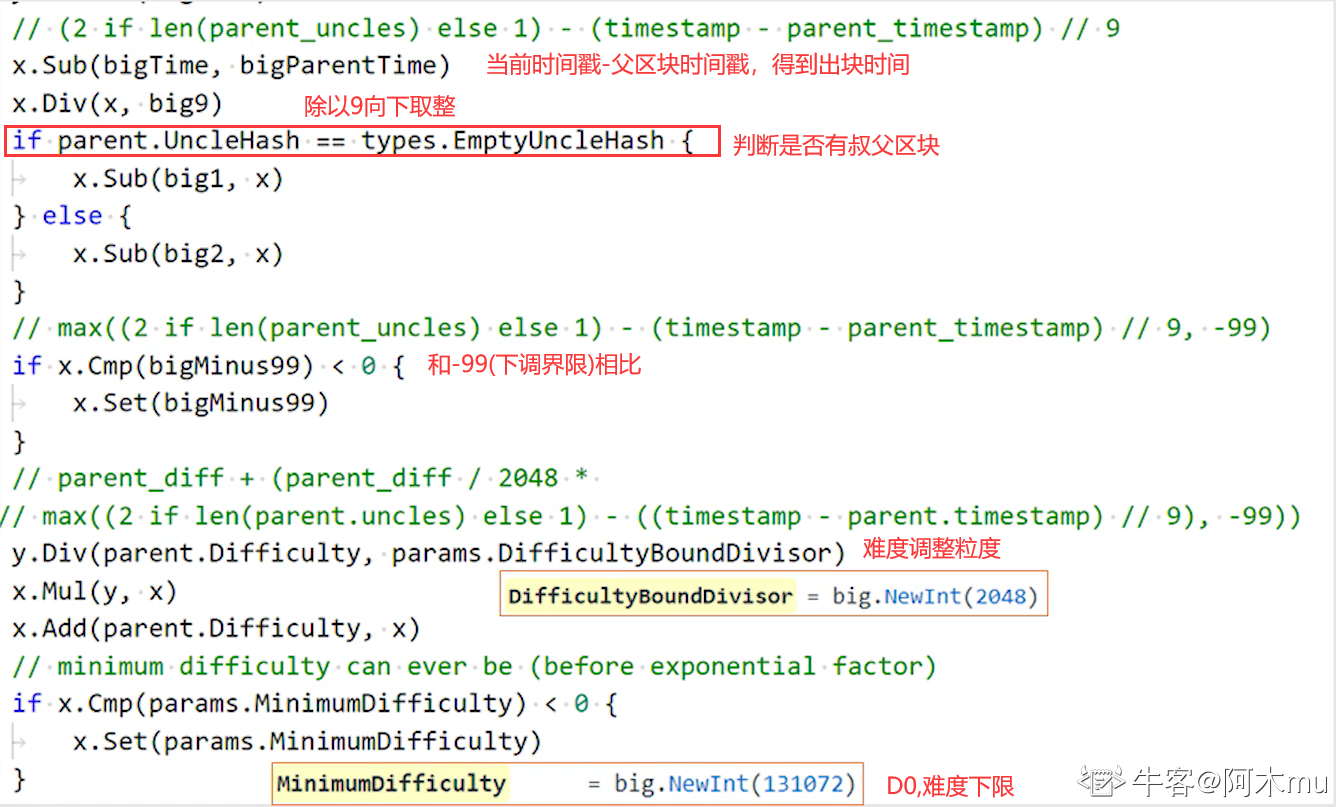 // (2 if len(parent_uncles) else 1) - (timestamp - parent_timestamp) // 9
x.Sub(bigTime, bigParentTime) 当前时间戳-父区块时间戳，得到出块时间
x.Div(x, big9) 除以9向下取整
if parent.UncleHash == types.EmptyUncleHash { 判断是否有叔父区块
x.Sub(big1, x)
} else {
x.Sub(big2, x)
}
// max((2 if len(parent_uncles) else 1) - (timestamp - parent_timestamp) // 9, -99)
if x.Cmp(bigMinus99) < 0 { 和-99(下调界限)相比
x.Set(bigMinus99)
}
// parent_diff + (parent_diff / 2048 *
// max((2 if len(parent.uncles) else 1) - ((timestamp - parent.timestamp) // 9), -99))
y.Div(parent.Difficulty, params.DifficultyBoundDivisor) 难度调整粒度
x.Mul(y, x) DifficultyBoundDivisor = big.NewInt(2048)
x.Add(parent.Difficulty, x)
// minimum difficulty can ever be (before exponential factor)
if x.Cmp(params.MinimumDifficulty) < 0 {
x.Set(params.MinimumDifficulty)
} MinimumDifficulty = big.NewInt(131072) D0,难度下限
牛客@阿木mu